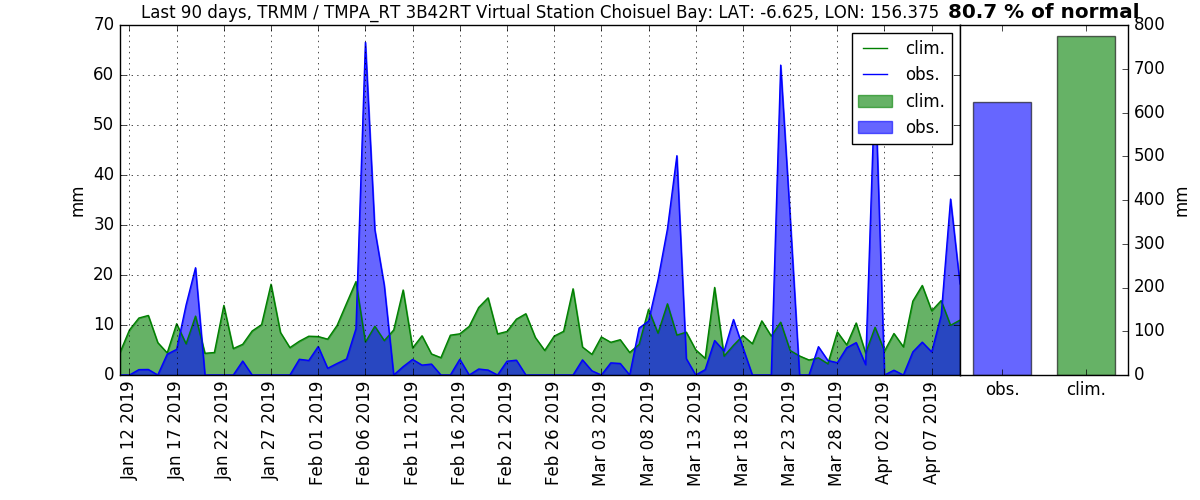 Last 90 days, TRMM / TMPA_RT 3B42RT Virtual Station Choisuel Bay: LAT: -6.625, LON: 156.375 80.7 % of normal
70
60
50
40
30
20
10
0
mm
clim.
obs.
clim.
obs.
Jan 12 2019
Jan 17 2019
Jan 22 2019
Jan 27 2019
Feb 01 2019
Feb 06 2019
Feb 11 2019
Feb 16 2019
Feb 21 2019
Feb 26 2019
Mar 03 2019
Mar 08 2019
Mar 13 2019
Mar 18 2019
Mar 23 2019
Mar 28 2019
Apr 02 2019
Apr 07 2019
800
700
600
500
400
300
200
100
0
mm
obs. clim.